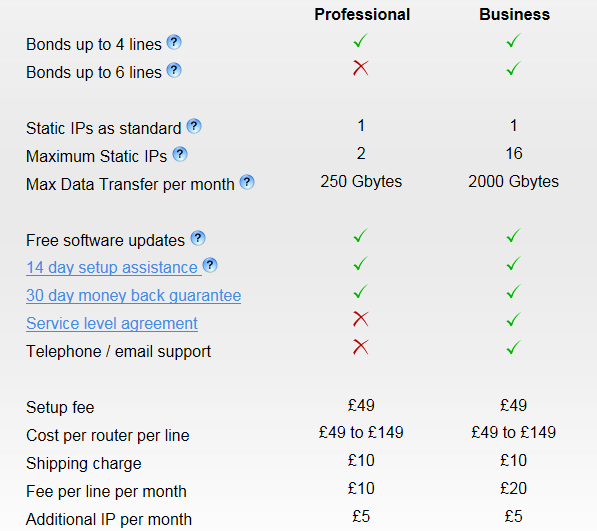 Professional Business
Bonds up to 4 lines ? ✓ ✓
Bonds up to 6 lines ? ✗ ✓
Static IPs as standard ? 1 1
Maximum Static IPs ? 2 16
Max Data Transfer per month ? 250 Gbytes 2000 Gbytes
Free software updates ? ✓ ✓
14 day setup assistance ? ✓ ✓
30 day money back guarantee ✓ ✓
Service level agreement ✗ ✓
Telephone / email support ✗ ✓
Setup fee £49 £49
Cost per router per line £49 to £149 £49 to £149
Shipping charge £10 £10
Fee per line per month £10 £20
Additional IP per month £5 £5